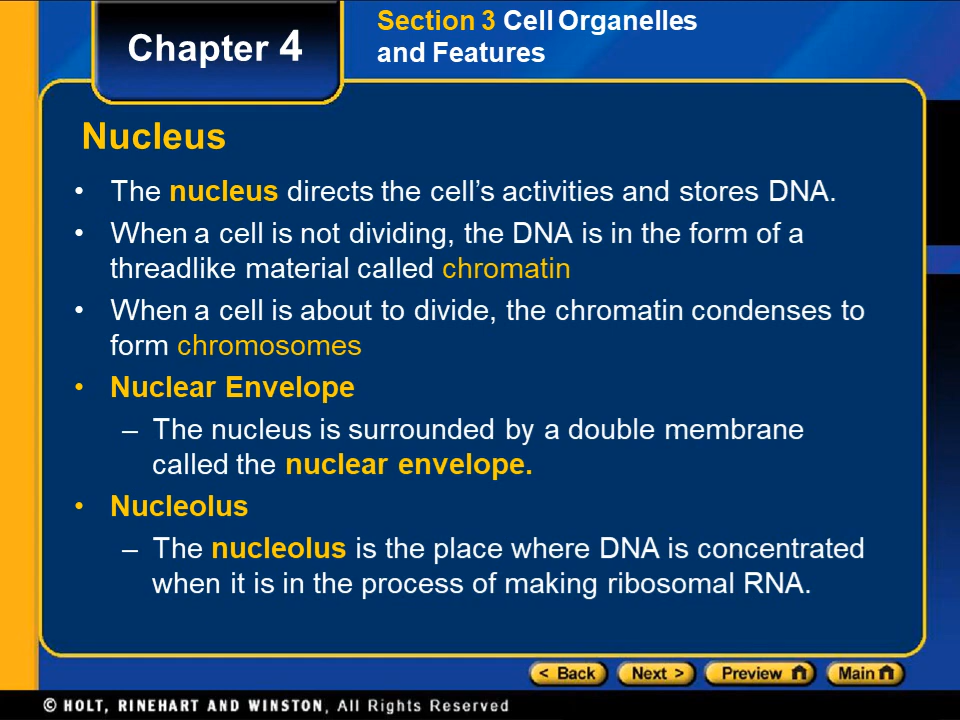 Chapter 4
Section 3 Cell Organelles
and Features
Nucleus
• The nucleus directs the cell’s activities and stores DNA.
• When a cell is not dividing, the DNA is in the form of a
threadlike material called chromatin
• When a cell is about to divide, the chromatin condenses to
form chromosomes
• Nuclear Envelope
– The nucleus is surrounded by a double membrane
called the nuclear envelope.
• Nucleolus
– The nucleolus is the place where DNA is concentrated
when it is in the process of making ribosomal RNA.
< Back Next > Preview Main
© HOLT, RINEHART AND WINSTON, All Rights Reserved